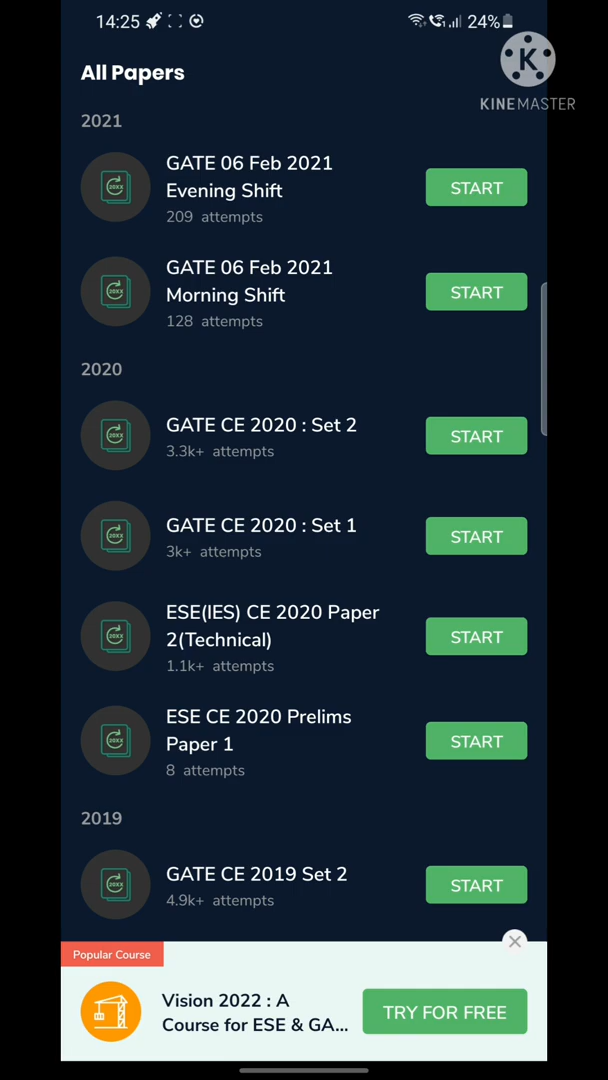 14:25
24%
KINEMASTER
All Papers
2021
GATE 06 Feb 2021
Evening Shift
209 attempts
START
GATE 06 Feb 2021
Morning Shift
128 attempts
START
2020
GATE CE 2020 : Set 2
3.3k+ attempts
START
GATE CE 2020 : Set 1
3k+ attempts
START
ESE(IES) CE 2020 Paper
2(Technical)
1.1k+ attempts
START
ESE CE 2020 Prelims
Paper 1
8 attempts
START
2019
GATE CE 2019 Set 2
4.9k+ attempts
START
Popular Course
Vision 2022 : A
Course for ESE & GA...
TRY FOR FREE